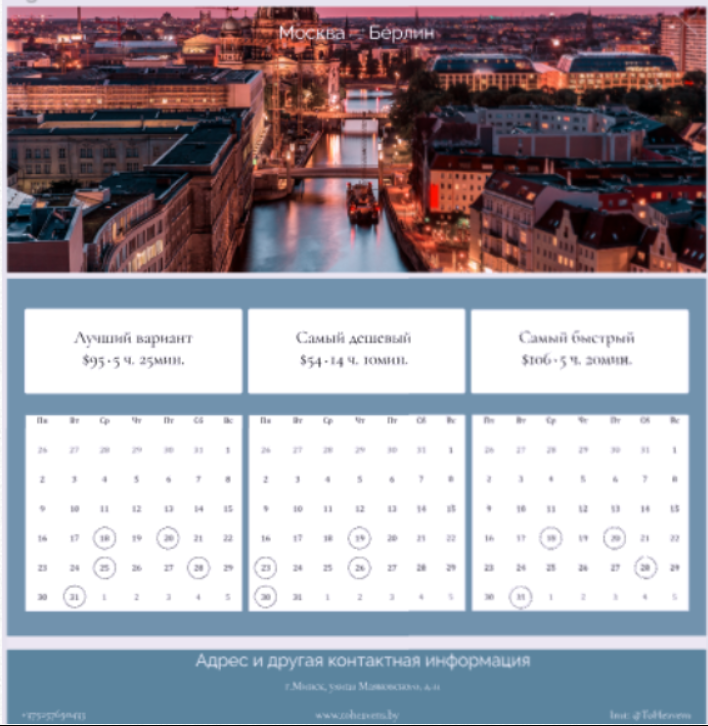 Москва – Берлин
Лучший вариант
$95 · 5 ч. 25мин.
Самый дешевый
$54 · 14 ч. 10мин.
Самый быстрый
$106 · 5 ч. 20мин.
Пн Вт Ср Чт Пт Сб Вс
26 27 28 29 30 31 1
2 3 4 5 6 7 8
9 10 11 12 13 14 15
16 17 18 19 20 21 22
23 24 25 26 27 28 29
30 31 1 2 3 4 5
Пн Вт Ср Чт Пт Сб Вс
26 27 28 29 30 31 1
2 3 4 5 6 7 8
9 10 11 12 13 14 15
16 17 18 19 20 21 22
23 24 25 26 27 28 29
30 31 1 2 3 4 5
Пн Вт Ср Чт Пт Сб Вс
26 27 28 29 30 31 1
2 3 4 5 6 7 8
9 10 11 12 13 14 15
16 17 18 19 20 21 22
23 24 25 26 27 28 29
30 31 1 2 3 4 5
Адрес и другая контактная информация
г.Минск, улица Маяковского,
www.toheavens.by
Inst: @ToHeavens